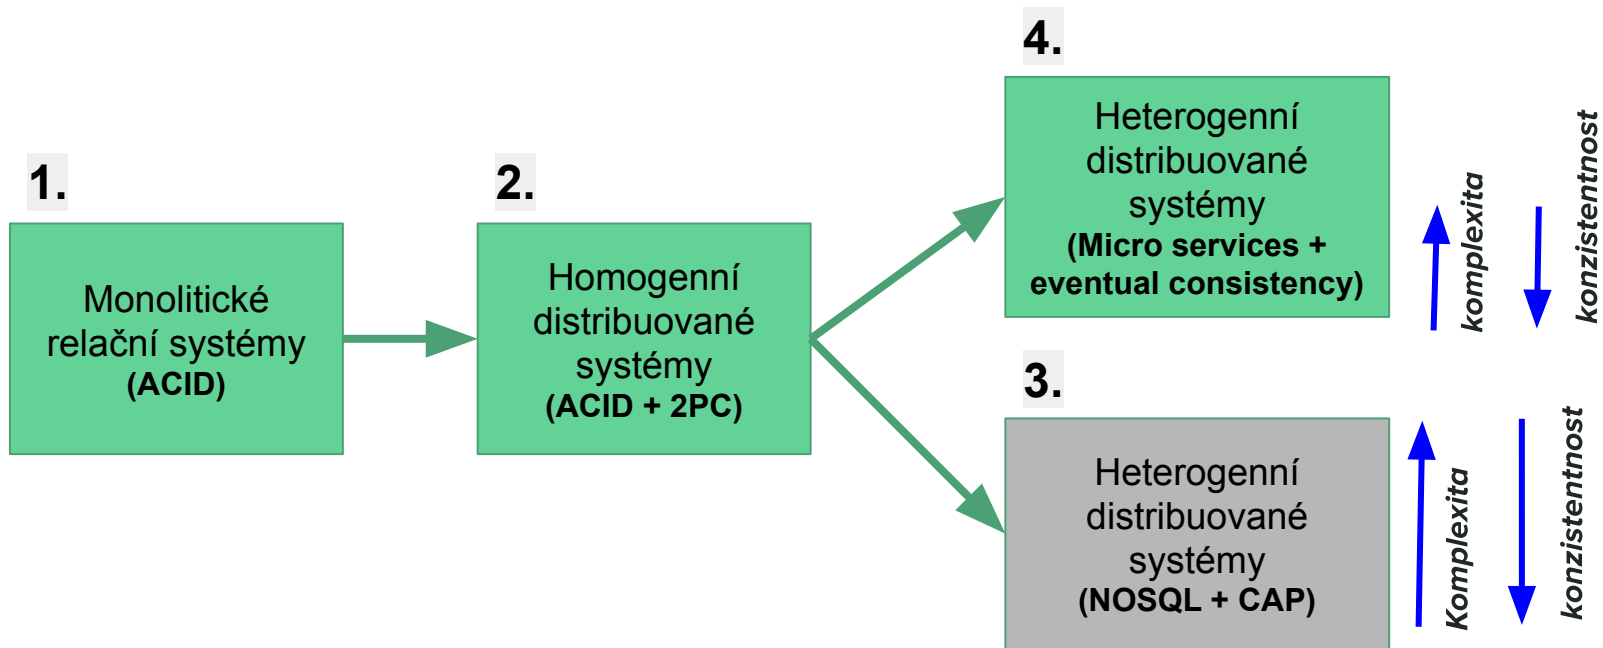 1.
Monolitické
relační systémy
(ACID)
2.
Homogenní
distribuované
systémy
(ACID + 2PC)
4.
Heterogenní
distribuované
systémy
(Micro services +
eventual consistency)
komplexita
konzistentnost
3.
Heterogenní
distribuované
systémy
(NOSQL + CAP)
Komplexita
konzistentnost